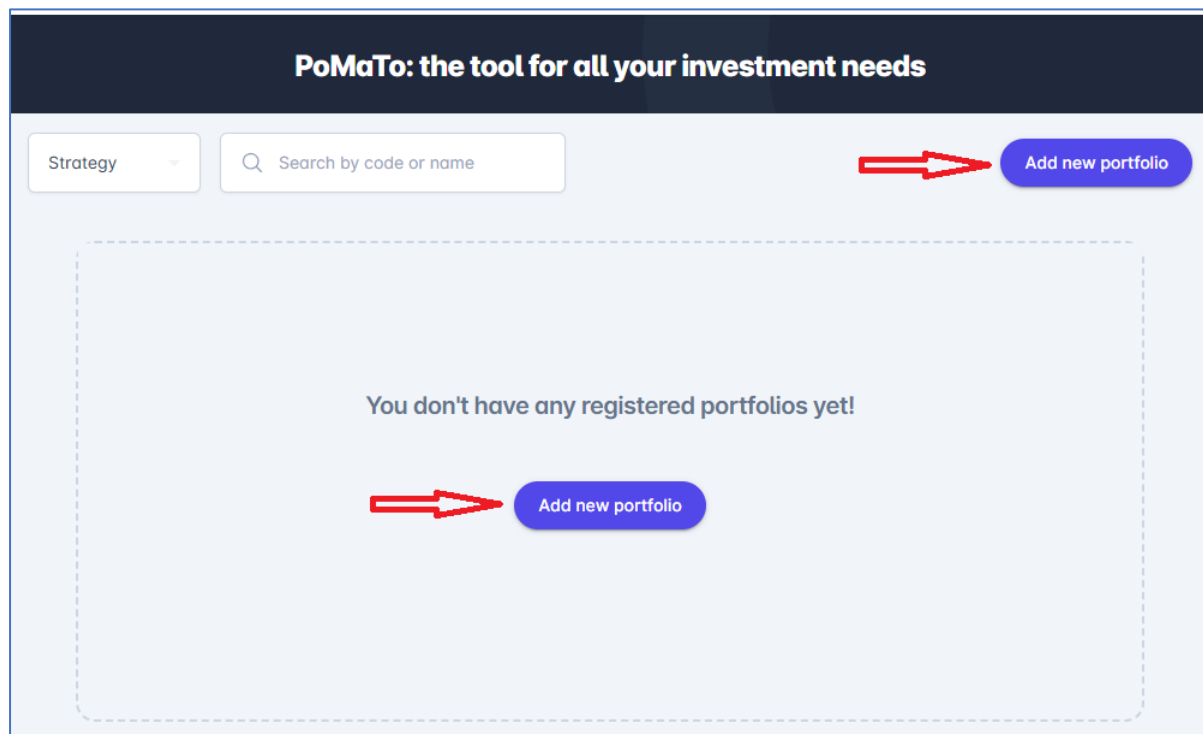 PoMaTo: the tool for all your investment needs
Strategy
Search by code or name
Add new portfolio
You don't have any registered portfolios yet!
Add new portfolio